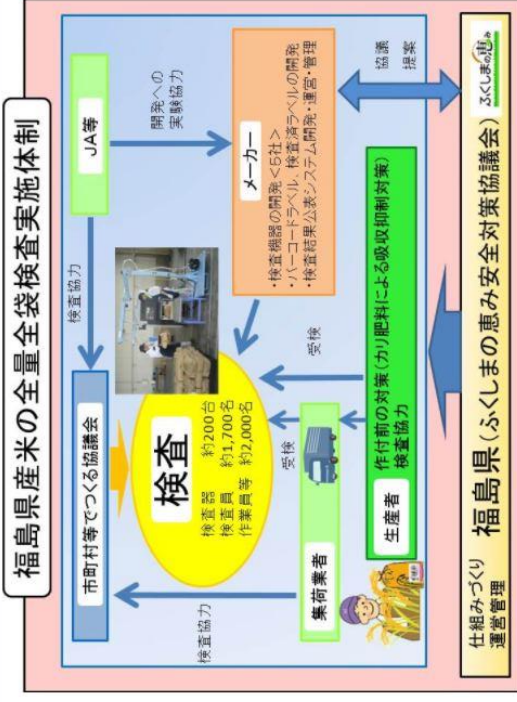 福島県産米の全量全袋検査実施体制
市町村等でつくる協議会
検査協力
JA等
検査協力
開発への
実験協力
検査
検査器 約200台
検査員 約1,700名
作業員等 約2,000名
メーカー
・検査機器の開発<5社>
・バーコードラベル、検査済ラベルの開発
・検査結果公表システム開発・運営・管理
集荷業者
受検
受検
協議
提案
生産者
作付前の対策(カリ肥料による吸収抑制対策)
検査協力
仕組みづくり
運営管理
福島県(ふくしまの恵み安全対策協議会)
ふくしまの恵み